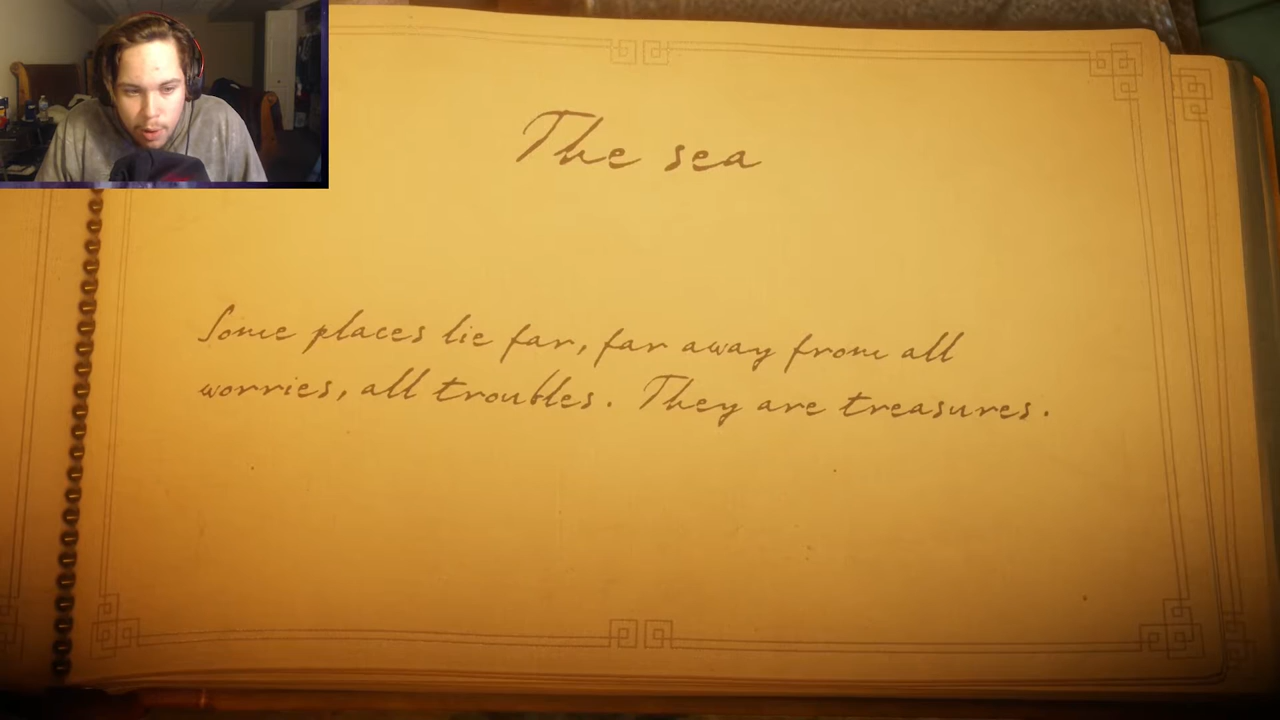 The sea
Some places lie far, far away from all
worries, all troubles. They are treasures.